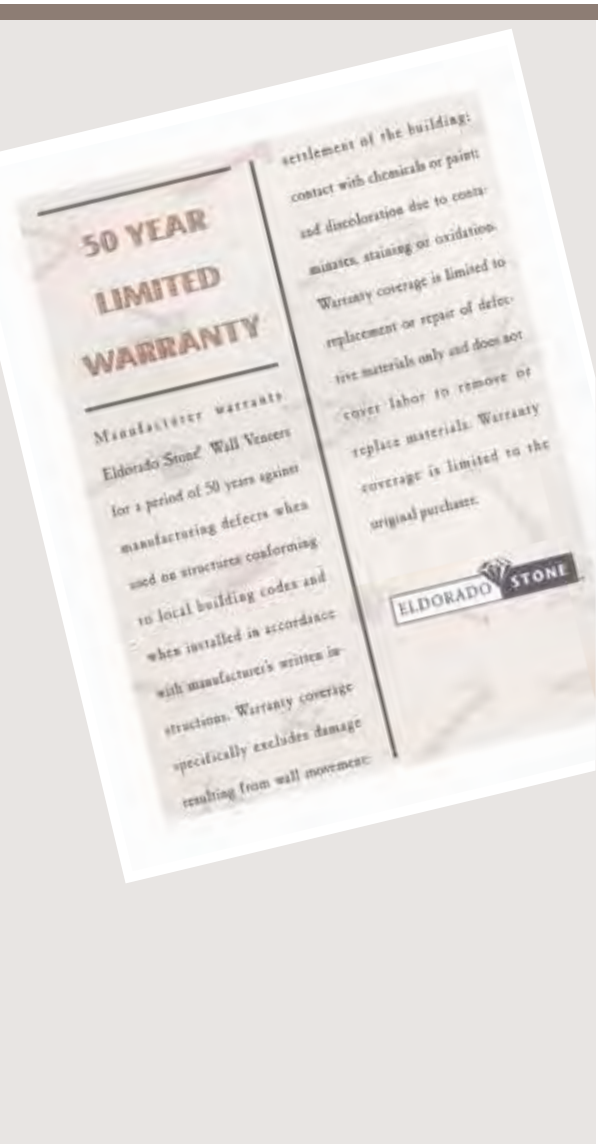 50 YEAR
LIMITED
WARRANTY
Manufacturer warrants
Eldorado Stone® Wall Veneers
for a period of 50 years against
manufacturing defects when
used on structures conforming
to local building codes and
when installed in accordance
with manufacturer's written in-
structions. Warranty coverage
specifically excludes damage
resulting from wall movement;
settlement of the building;
contact with chemicals or paint;
and discoloration due to conta-
minates, staining or oxidation.
Warranty coverage is limited to
replacement or repair of defec-
tive materials only and does not
cover labor to remove or
replace materials. Warranty
coverage is limited to the
original purchaser.
ELDORADO STONE